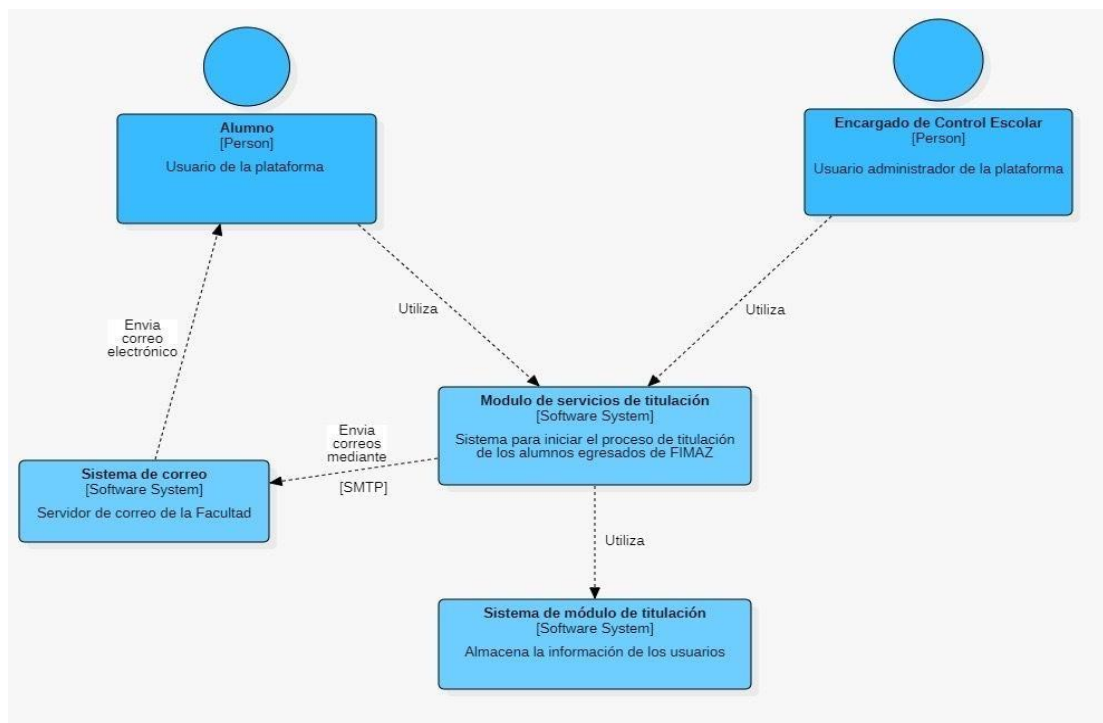 Alumno
[Person]
Usuario de la plataforma
Encargado de Control Escolar
[Person]
Usuario administrador de la plataforma
Utiliza
Utiliza
Envia
correo
electrónico
Modulo de servicios de titulación
[Software System]
Sistema para iniciar el proceso de titulación
de los alumnos egresados de FIMAZ
Envia
correos
mediante
[SMTP]
Sistema de correo
[Software System]
Servidor de correo de la Facultad
Utiliza
Sistema de módulo de titulación
[Software System]
Almacena la información de los usuarios